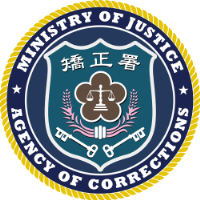 MINISTRY OF JUSTICE
矯正署
AGENCY OF CORRECTIONS